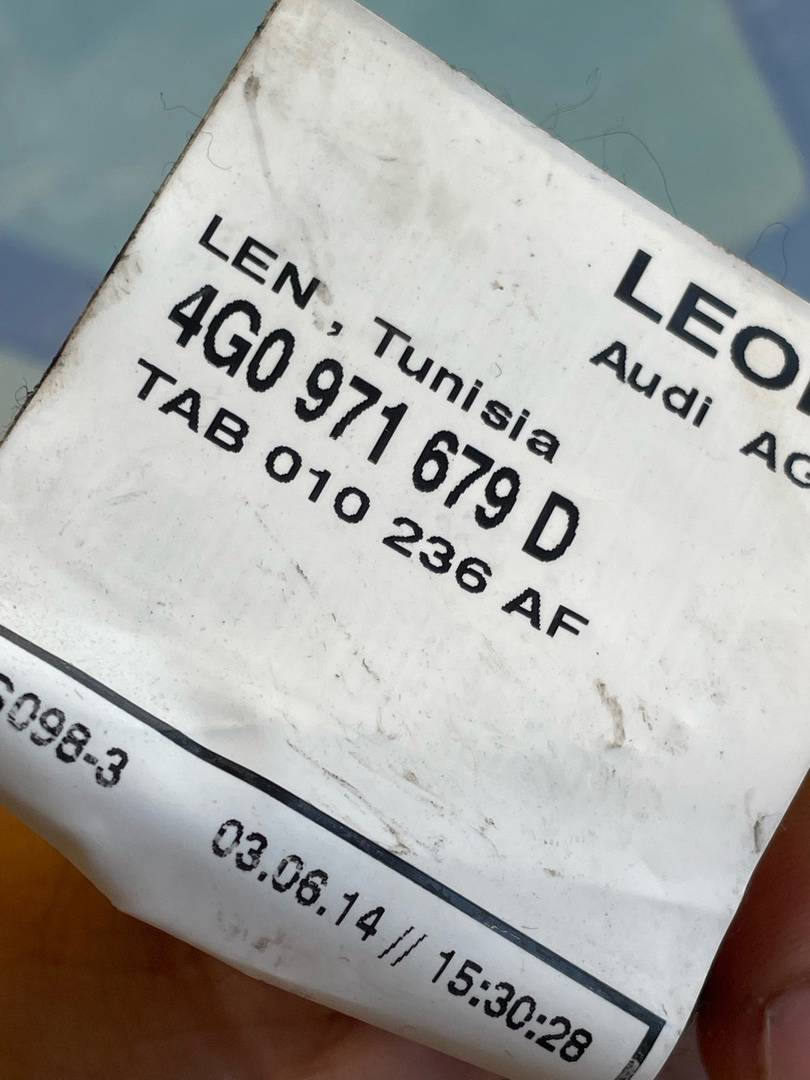 LEO
Audi AG
LEN, Tunisia
4G0 971 679 D
TAB 010 236 AF
6098-3
03.06.14 // 15:30:28